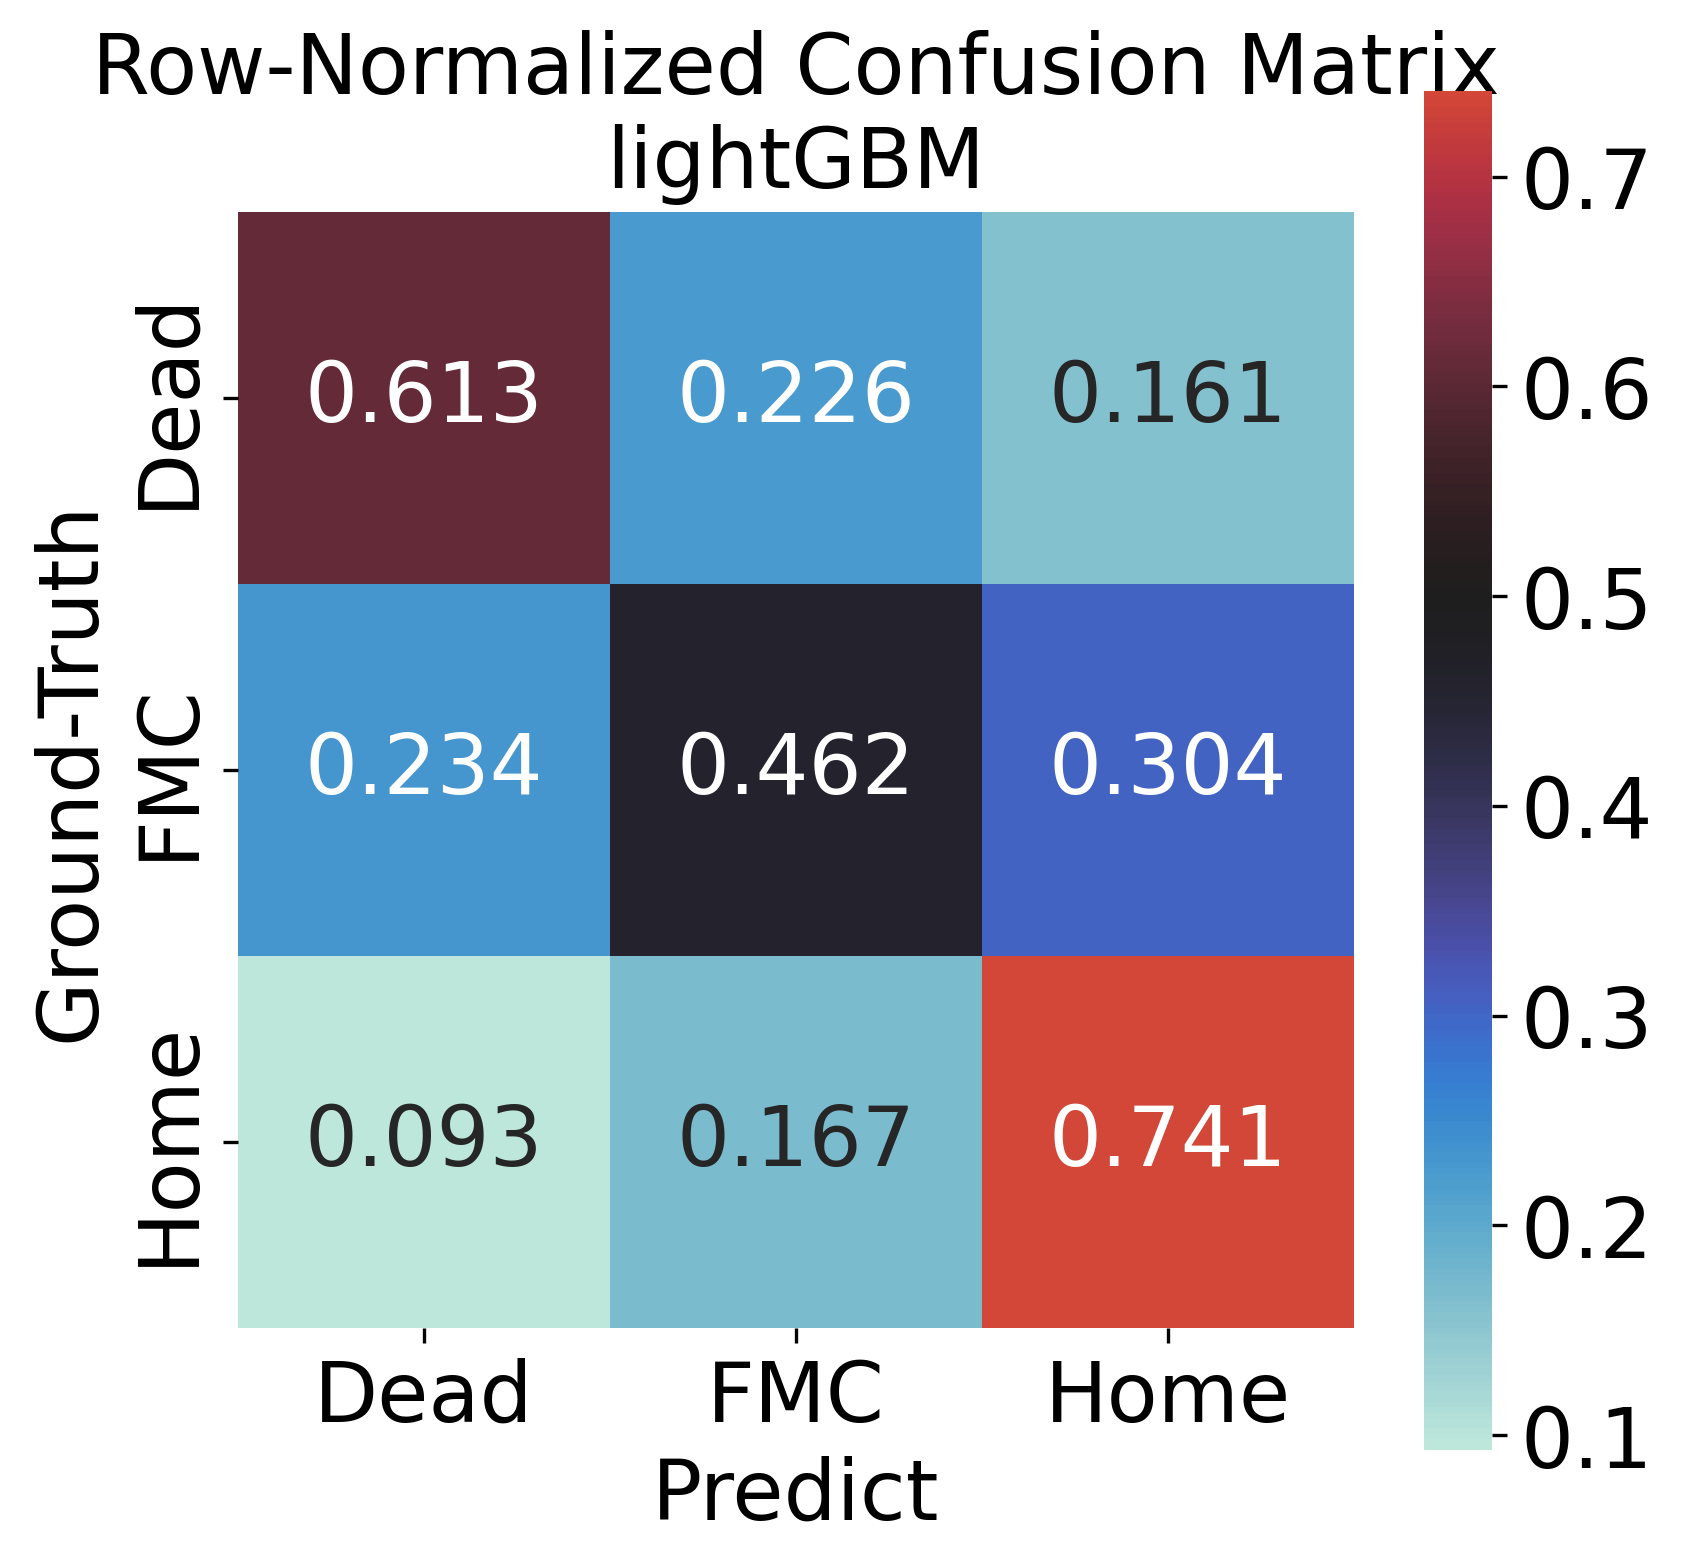 Row-Normalized Confusion Matrix
lightGBM
Ground-Truth
Dead
0.613 0.226 0.161
FMC
0.234 0.462 0.304
Home
0.093 0.167 0.741
Dead FMC Home
Predict
0.7
0.6
0.5
0.4
0.3
0.2
0.1